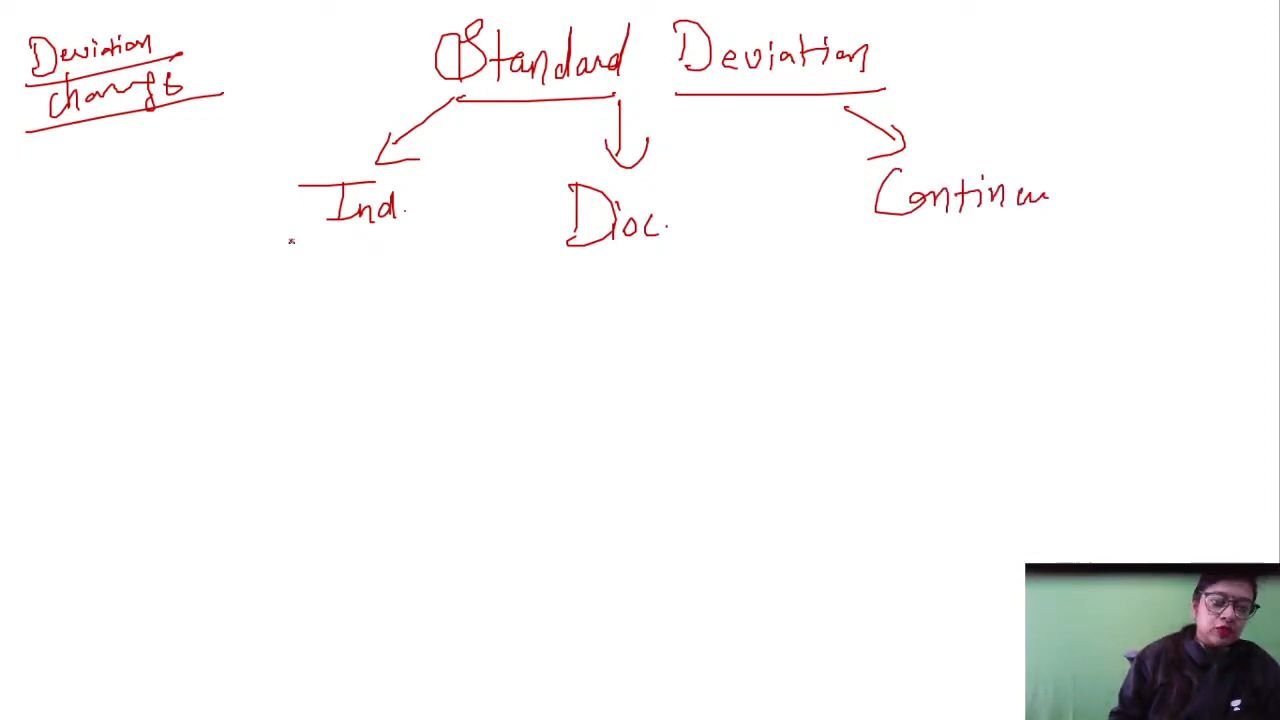 Deviation
change
Standard Deviation
Ind.
Disc.
Continu